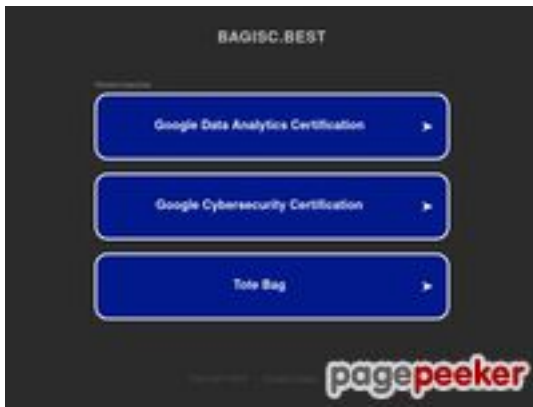 BAGISC.BEST
Google Data Analytics Certification
Google Cybersecurity Certification
Tote Bag
pagepeeker